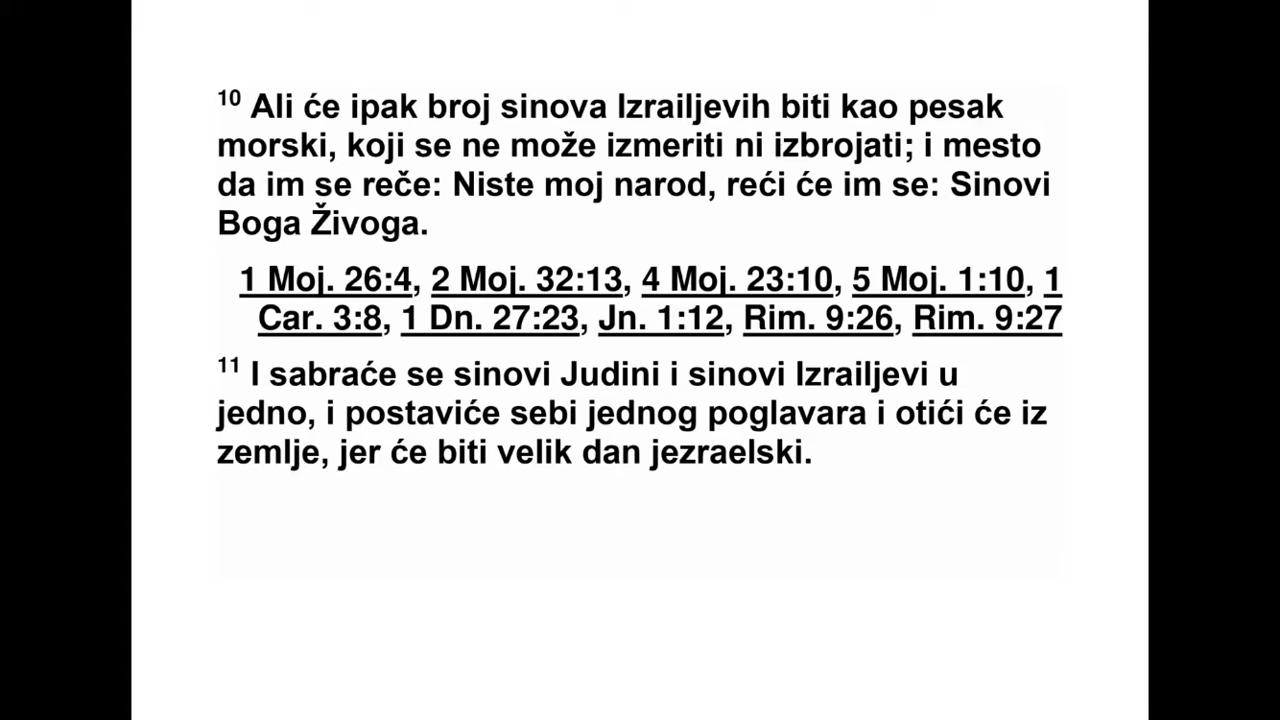 10 Ali će ipak broj sinova Izrailjevih biti kao pesak
morski, koji se ne može izmeriti ni izbrojati; i mesto
da im se reče: Niste moj narod, reći će im se: Sinovi
Boga Živoga.
1 Moj. 26:4, 2 Moj. 32:13, 4 Moj. 23:10, 5 Moj. 1:10, 1
Car. 3:8, 1 Dn. 27:23, Jn. 1:12, Rim. 9:26, Rim. 9:27
11 I sabraće se sinovi Judini i sinovi Izrailjevi u
jedno, i postaviće sebi jednog poglavara i otići će iz
zemlje, jer će biti velik dan jezraelski.